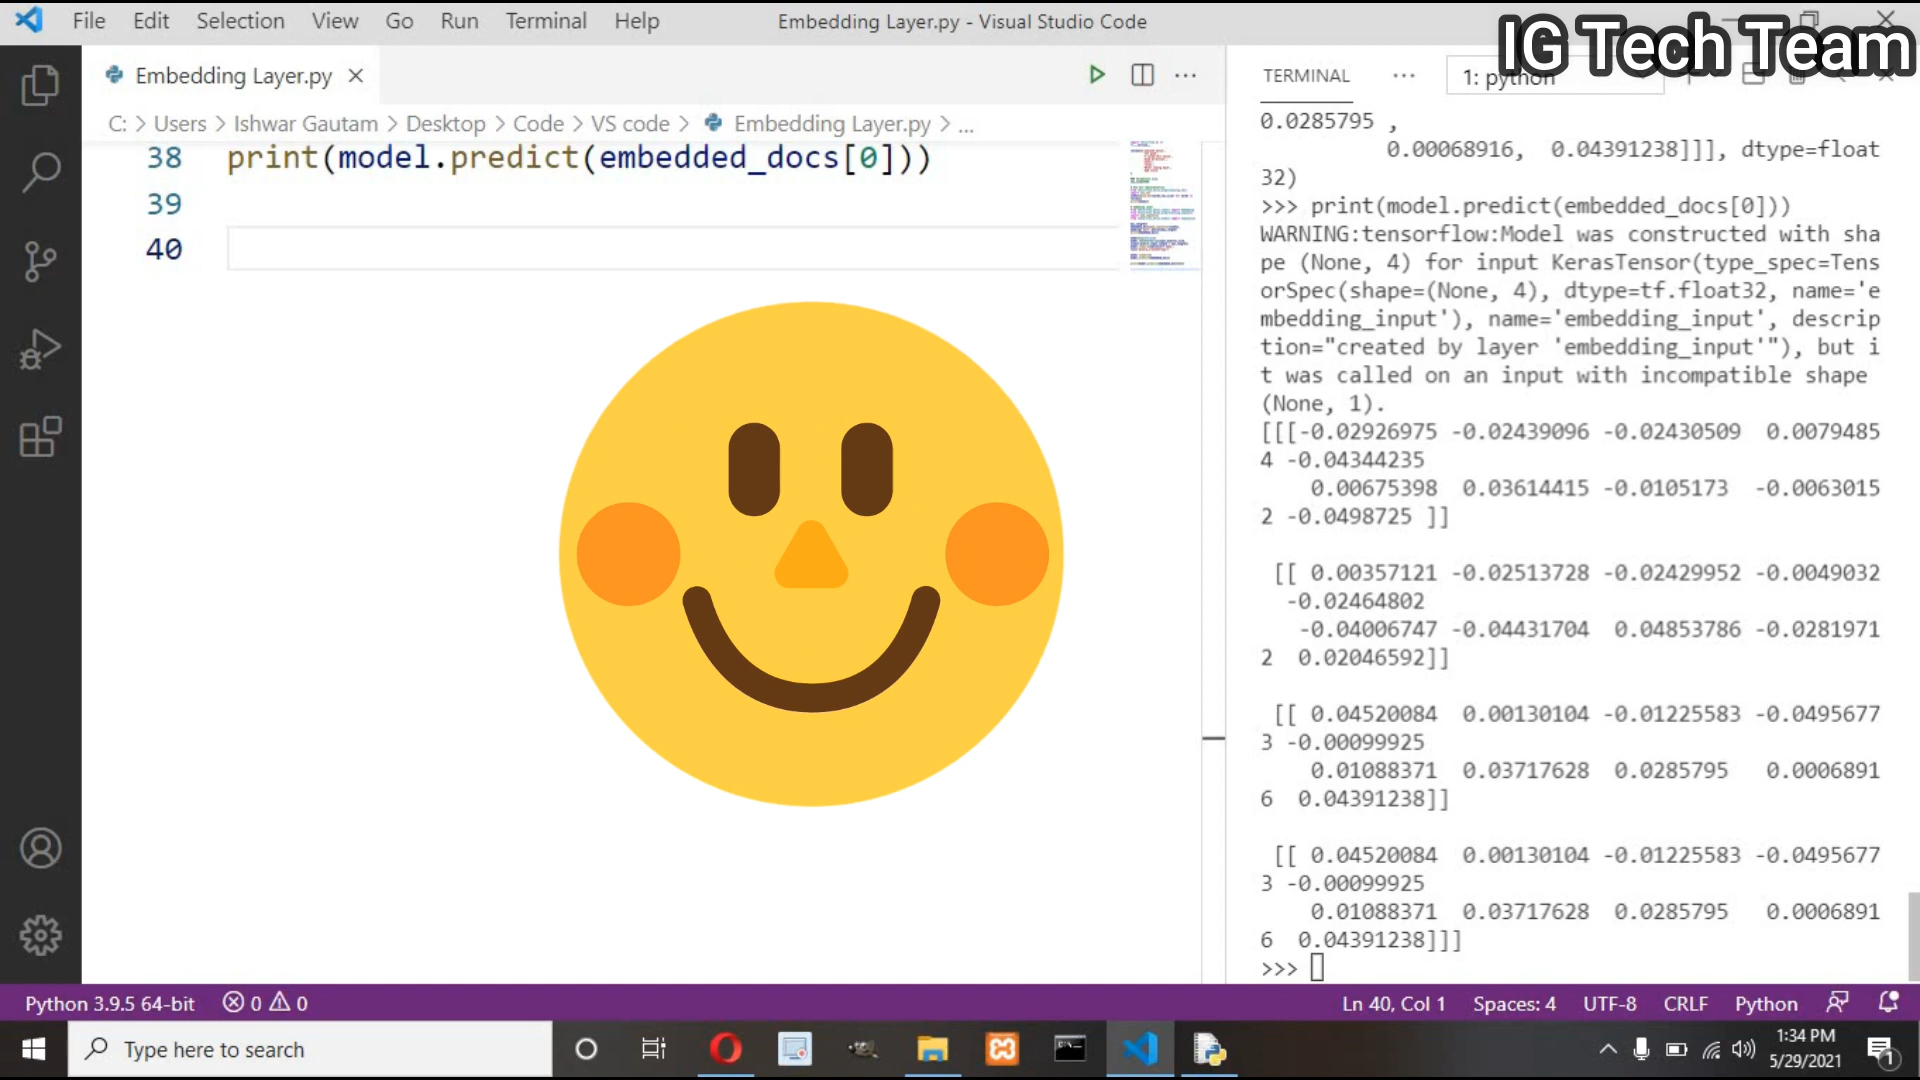 File Edit Selection View Go Run Terminal Help
Embedding Layer.py - Visual Studio Code
IG Tech Team
Embedding Layer.py
C: > Users > Ishwar Gautam > Desktop > Code > VS code > Embedding Layer.py > ...
38 print(model.predict(embedded_docs[0]))
39
40
TERMINAL ... 1: python
0.0285795 ,
0.00068916, 0.04391238]]], dtype=float
32)
>>> print(model.predict(embedded_docs[0]))
WARNING:tensorflow:Model was constructed with sha
pe (None, 4) for input KerasTensor(type_spec=Tens
orSpec(shape=(None, 4), dtype=tf.float32, name='e
mbedding_input'), name='embedding_input', descrip
tion="created by layer 'embedding_input'"), but i
t was called on an input with incompatible shape
(None, 1).
[[[-0.02926975 -0.02439096 -0.02430509 0.0079485
4 -0.04344235
0.00675398 0.03614415 -0.0105173 -0.0063015
2 -0.0498725 ]]
[[ 0.00357121 -0.02513728 -0.02429952 -0.0049032
-0.02464802
-0.04006747 -0.04431704 0.04853786 -0.0281971
2 0.02046592]]
[[ 0.04520084 0.00130104 -0.01225583 -0.0495677
3 -0.00099925
0.01088371 0.03717628 0.0285795 0.0006891
6 0.04391238]]
[[ 0.04520084 0.00130104 -0.01225583 -0.0495677
3 -0.00099925
0.01088371 0.03717628 0.0285795 0.0006891
6 0.04391238]]]
>>>
Python 3.9.5 64-bit 0 0
Ln 40, Col 1 Spaces: 4 UTF-8 CRLF Python
Type here to search
1:34 PM
5/29/2021
1